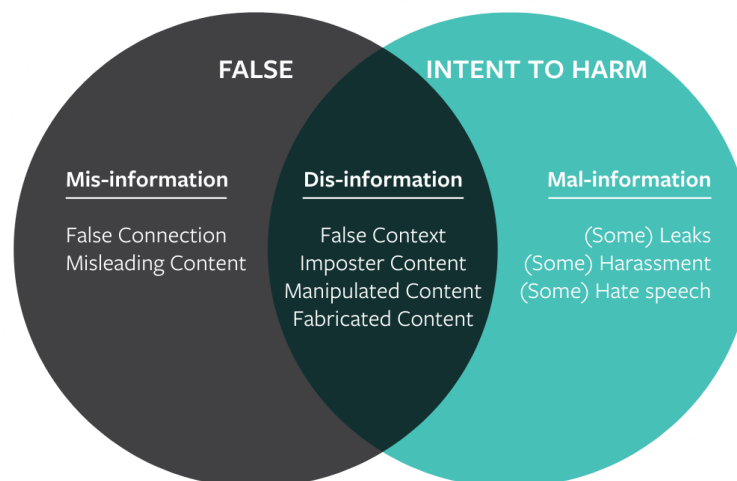 FALSE
INTENT TO HARM
Mis-information
False Connection
Misleading Content
Dis-information
False Context
Imposter Content
Manipulated Content
Fabricated Content
Mal-information
(Some) Leaks
(Some) Harassment
(Some) Hate speech